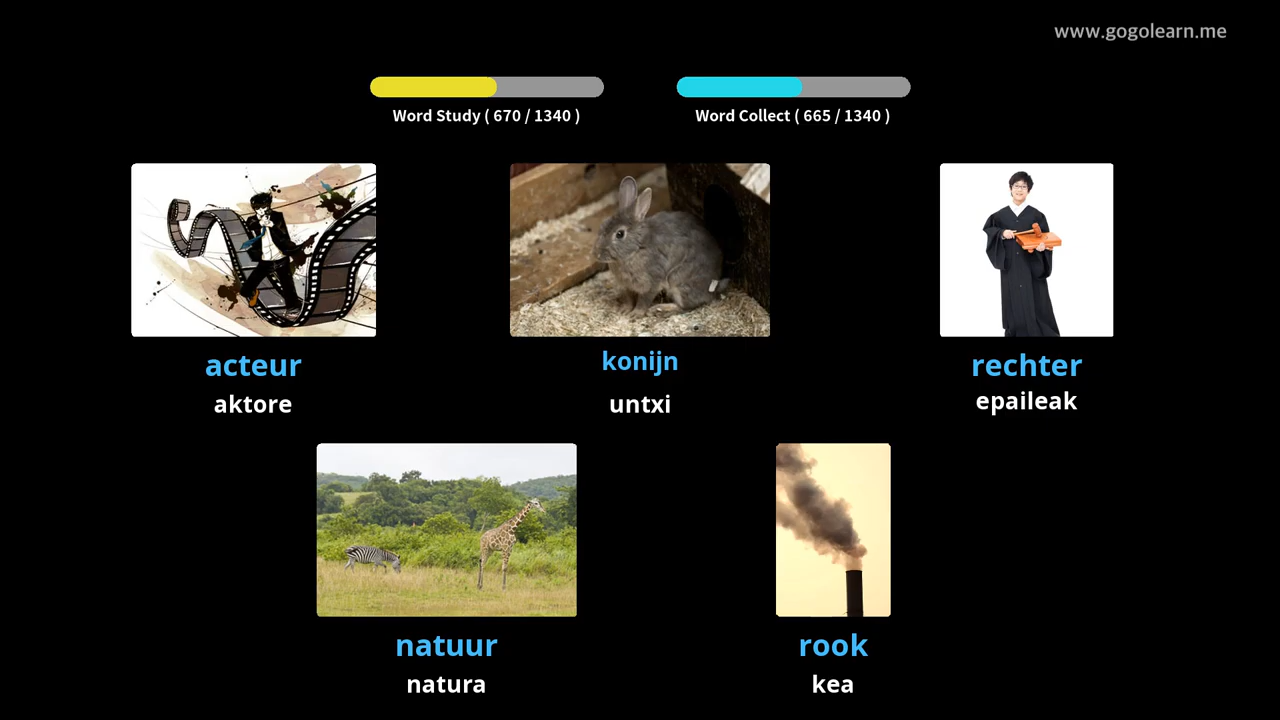 www.gogolearn.me
Word Study ( 670 / 1340 )
Word Collect ( 665 / 1340 )
acteur
aktore
konijn
untxi
rechter
epaileak
natuur
natura
rook
kea